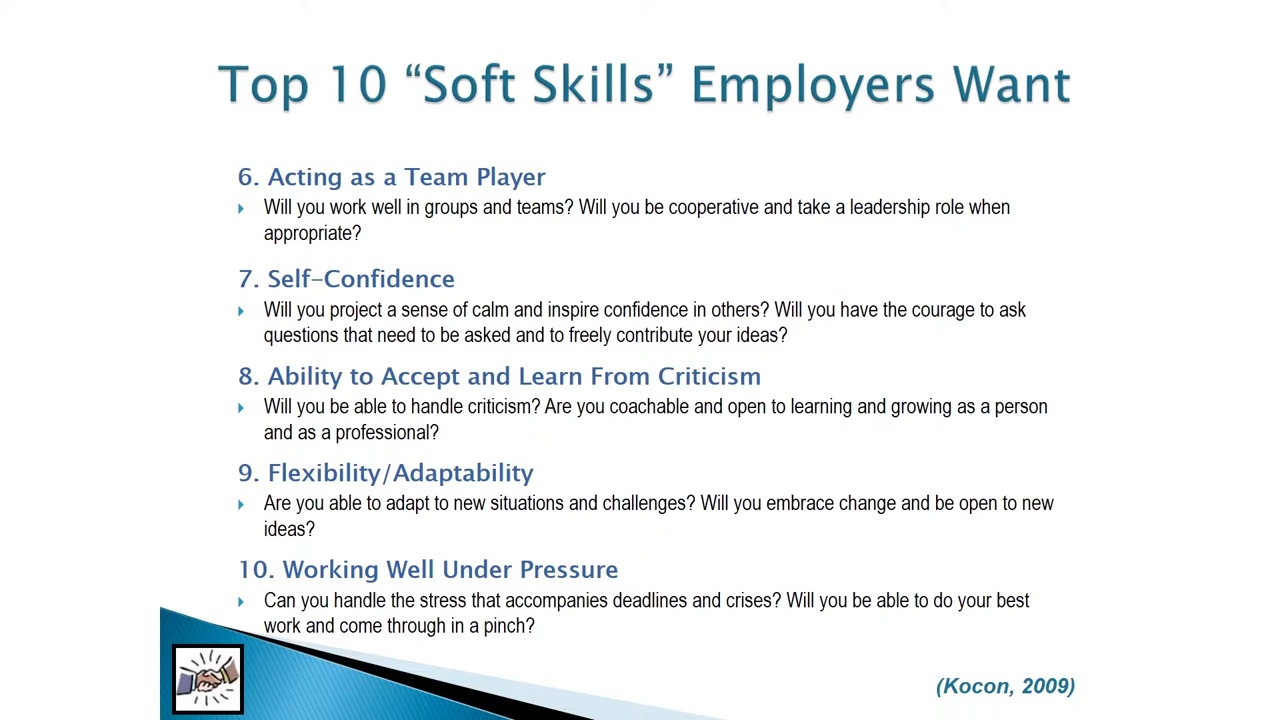 Top 10 “Soft Skills” Employers Want
6. Acting as a Team Player
Will you work well in groups and teams? Will you be cooperative and take a leadership role when
appropriate?
7. Self-Confidence
Will you project a sense of calm and inspire confidence in others? Will you have the courage to ask
questions that need to be asked and to freely contribute your ideas?
8. Ability to Accept and Learn From Criticism
Will you be able to handle criticism? Are you coachable and open to learning and growing as a person
and as a professional?
9. Flexibility/Adaptability
Are you able to adapt to new situations and challenges? Will you embrace change and be open to new
ideas?
10. Working Well Under Pressure
Can you handle the stress that accompanies deadlines and crises? Will you be able to do your best
work and come through in a pinch?
(Kocon, 2009)